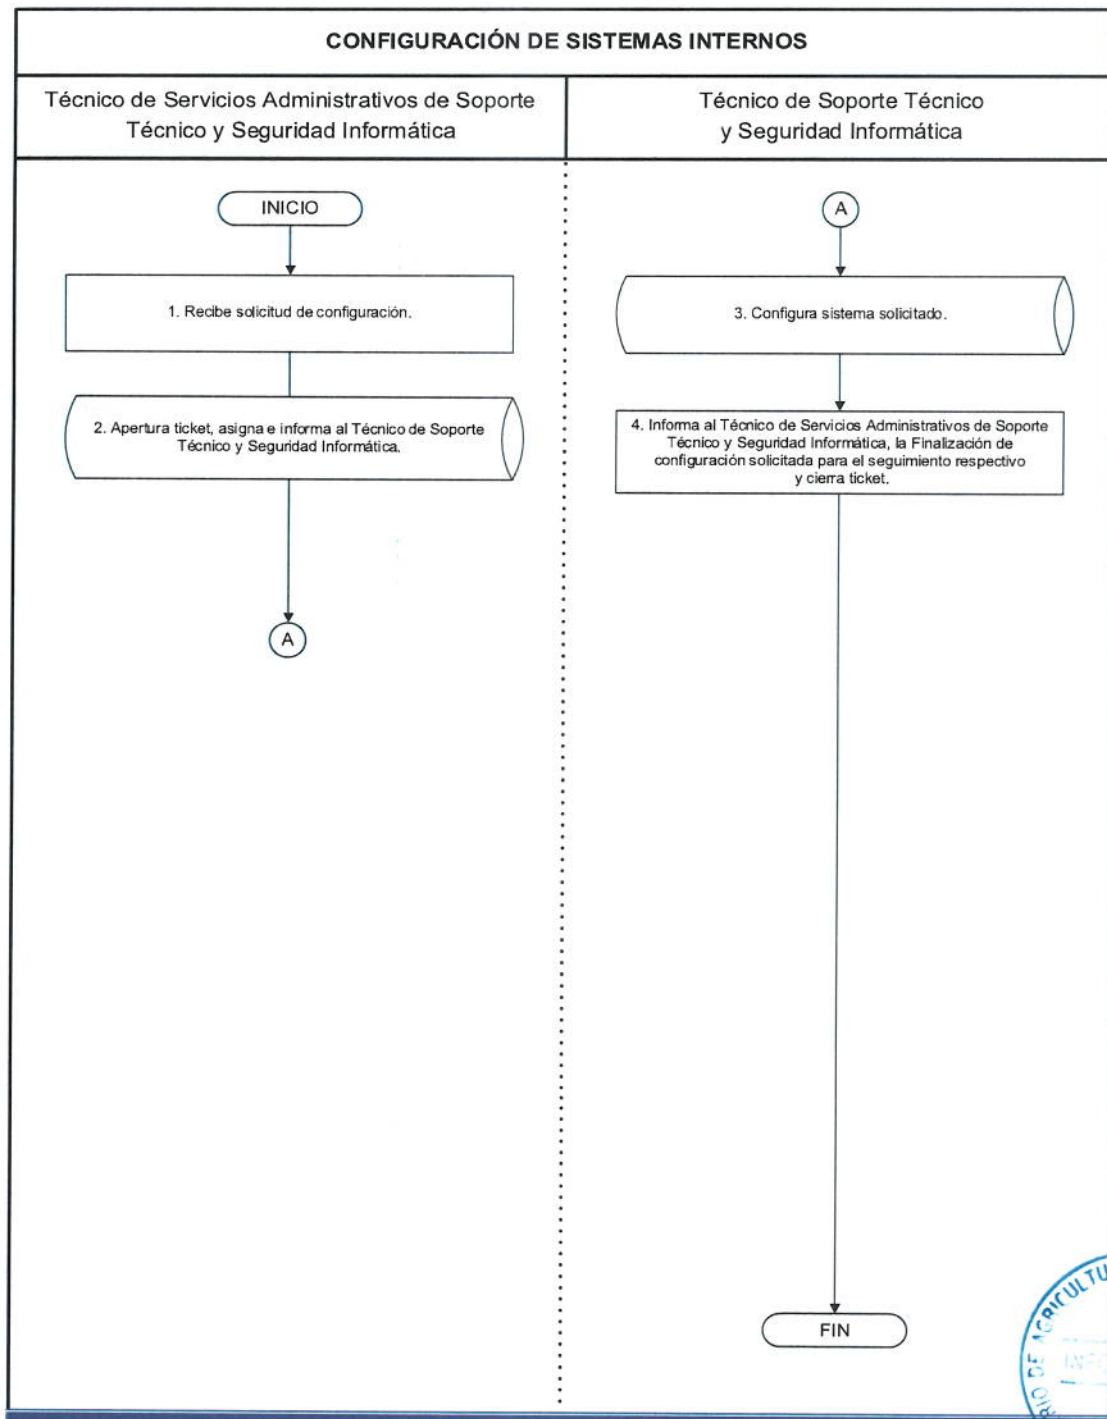 CONFIGURACIÓN DE SISTEMAS INTERNOS
Técnico de Servicios Administrativos de Soporte
Técnico y Seguridad Informática
Técnico de Soporte Técnico
y Seguridad Informática
INICIO
1. Recibe solicitud de configuración.
2. Apertura ticket, asigna e informa al Técnico de Soporte
Técnico y Seguridad Informática.
A
A
3. Configura sistema solicitado.
4. Informa al Técnico de Servicios Administrativos de Soporte
Técnico y Seguridad Informática, la Finalización de
configuración solicitada para el seguimiento respectivo
y cierra ticket.
FIN
RIO DE AGRICULTU